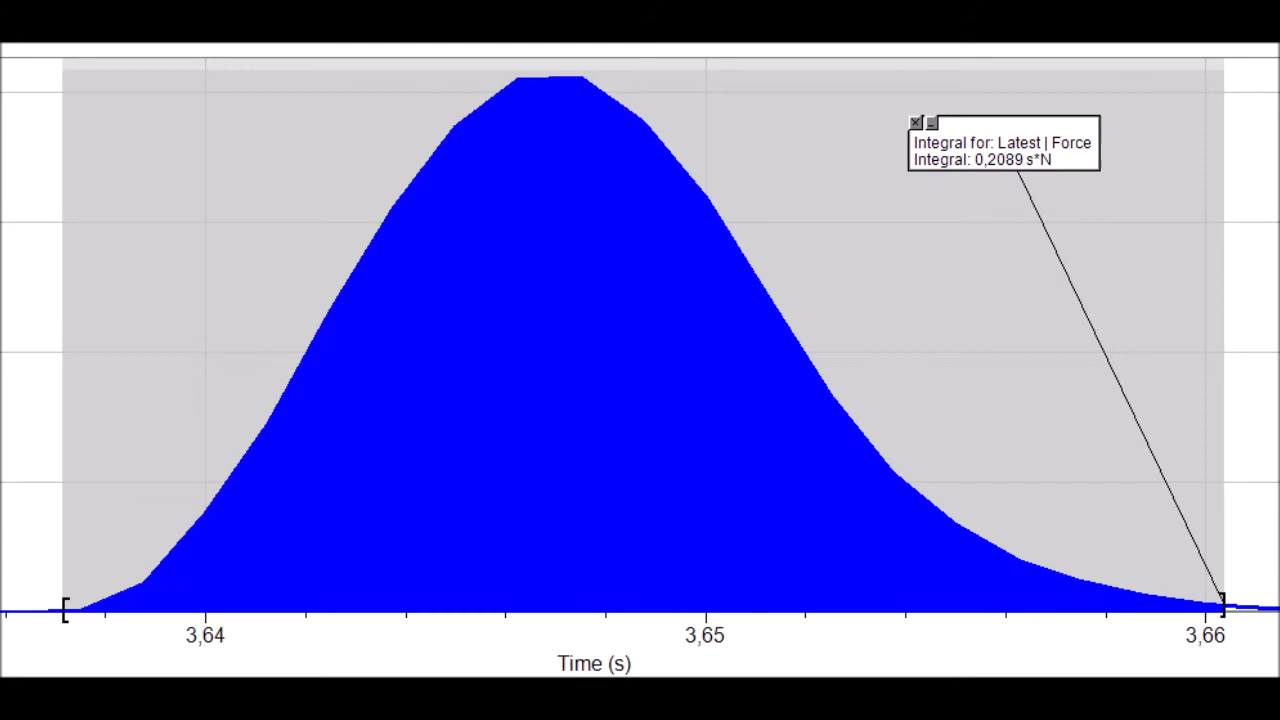 Integral for: Latest | Force
Integral: 0,2089 s*N
3,64 3,65 3,66
Time (s)